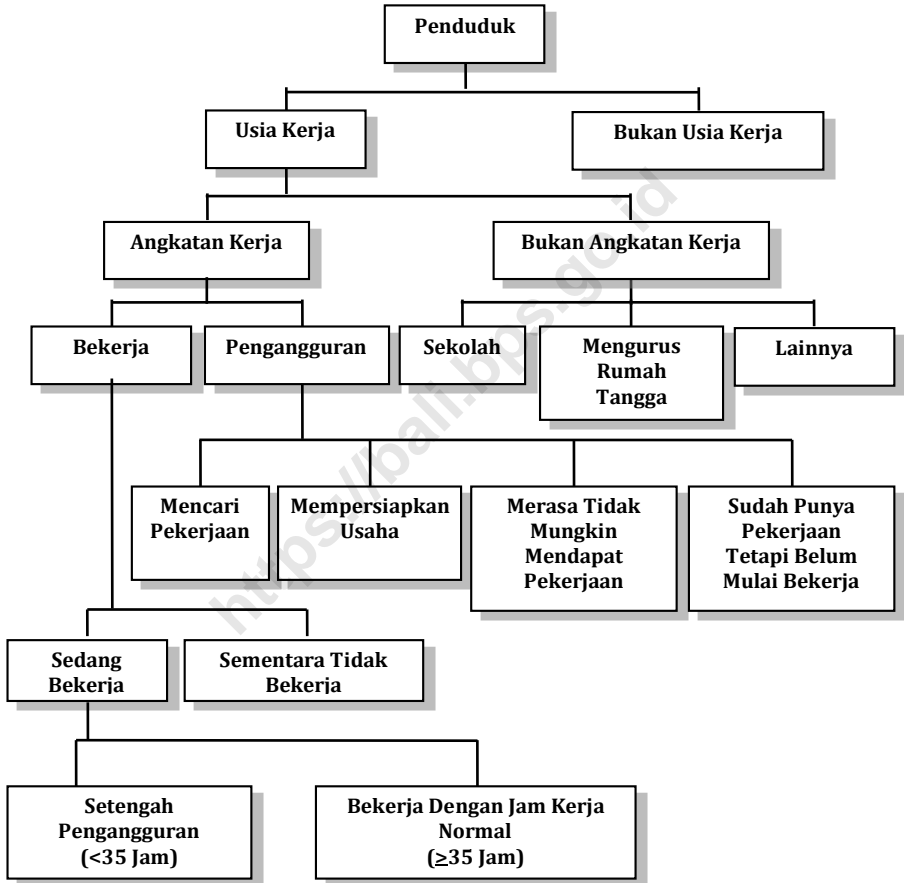 Penduduk
Usia Kerja
Bukan Usia Kerja
Angkatan Kerja
Bukan Angkatan Kerja
Bekerja
Pengangguran
Sekolah
Mengurus
Rumah
Tangga
Lainnya
Mencari
Pekerjaan
Mempersiapkan
Usaha
Merasa Tidak
Mungkin
Mendapat
Pekerjaan
Sudah Punya
Pekerjaan
Tetapi Belum
Mulai Bekerja
Sedang
Bekerja
Sementara Tidak
Bekerja
Setengah
Pengangguran
(<35 Jam)
Bekerja Dengan Jam Kerja
Normal
(≥35 Jam)
https://bali.bps.go.id